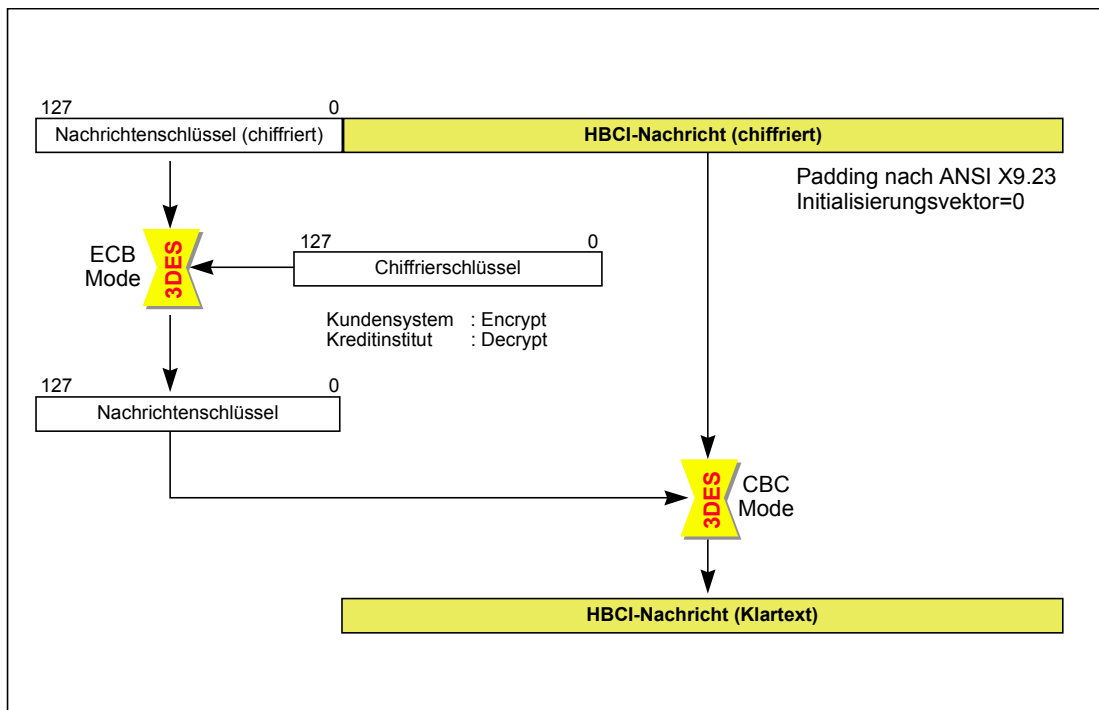 127 0
Nachrichtenschlüssel (chiffriert) HBCI-Nachricht (chiffriert)
Padding nach ANSI X9.23
Initialisierungsvektor=0
ECB
Mode
3DES
127 0
Chiffrierschlüssel
Kundensystem : Encrypt
Kreditinstitut : Decrypt
127 0
Nachrichtenschlüssel
3DES
CBC
Mode
HBCI-Nachricht (Klartext)